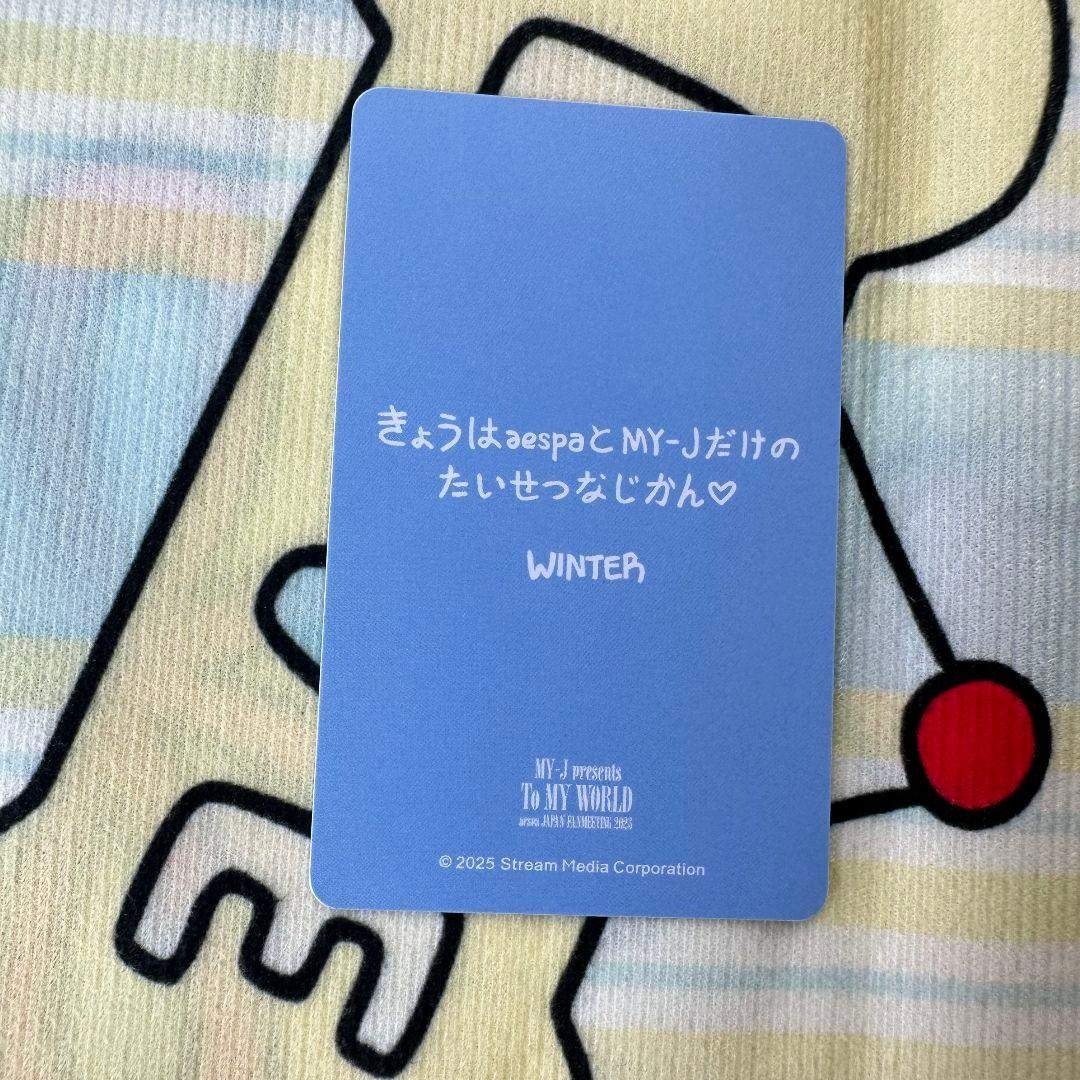 きょうはaespaとMY-Jだけの
たいせつなじかん♡
WINTER
MY-J presents
To MY WORLD
aespa JAPAN FANMEETING 2025
© 2025 Stream Media Corporation